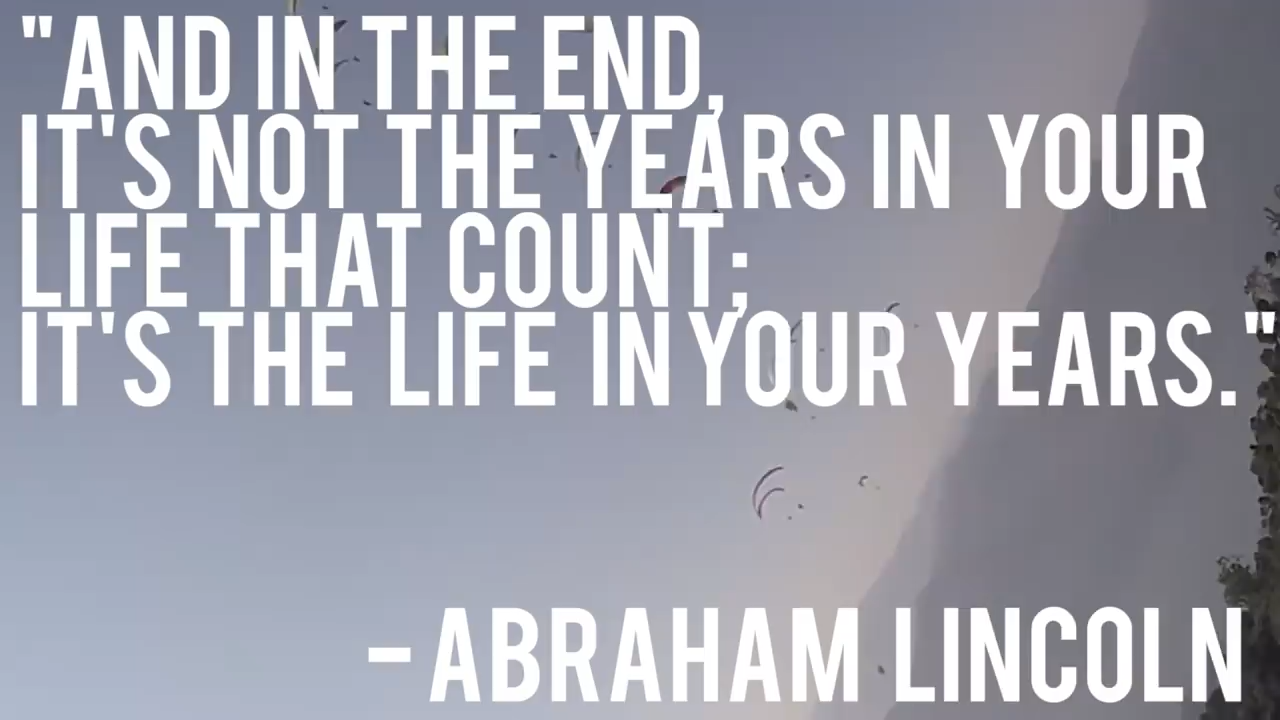 "AND IN THE END,
IT'S NOT THE YEARS IN YOUR
LIFE THAT COUNT;
IT'S THE LIFE IN YOUR YEARS."
-ABRAHAM LINCOLN